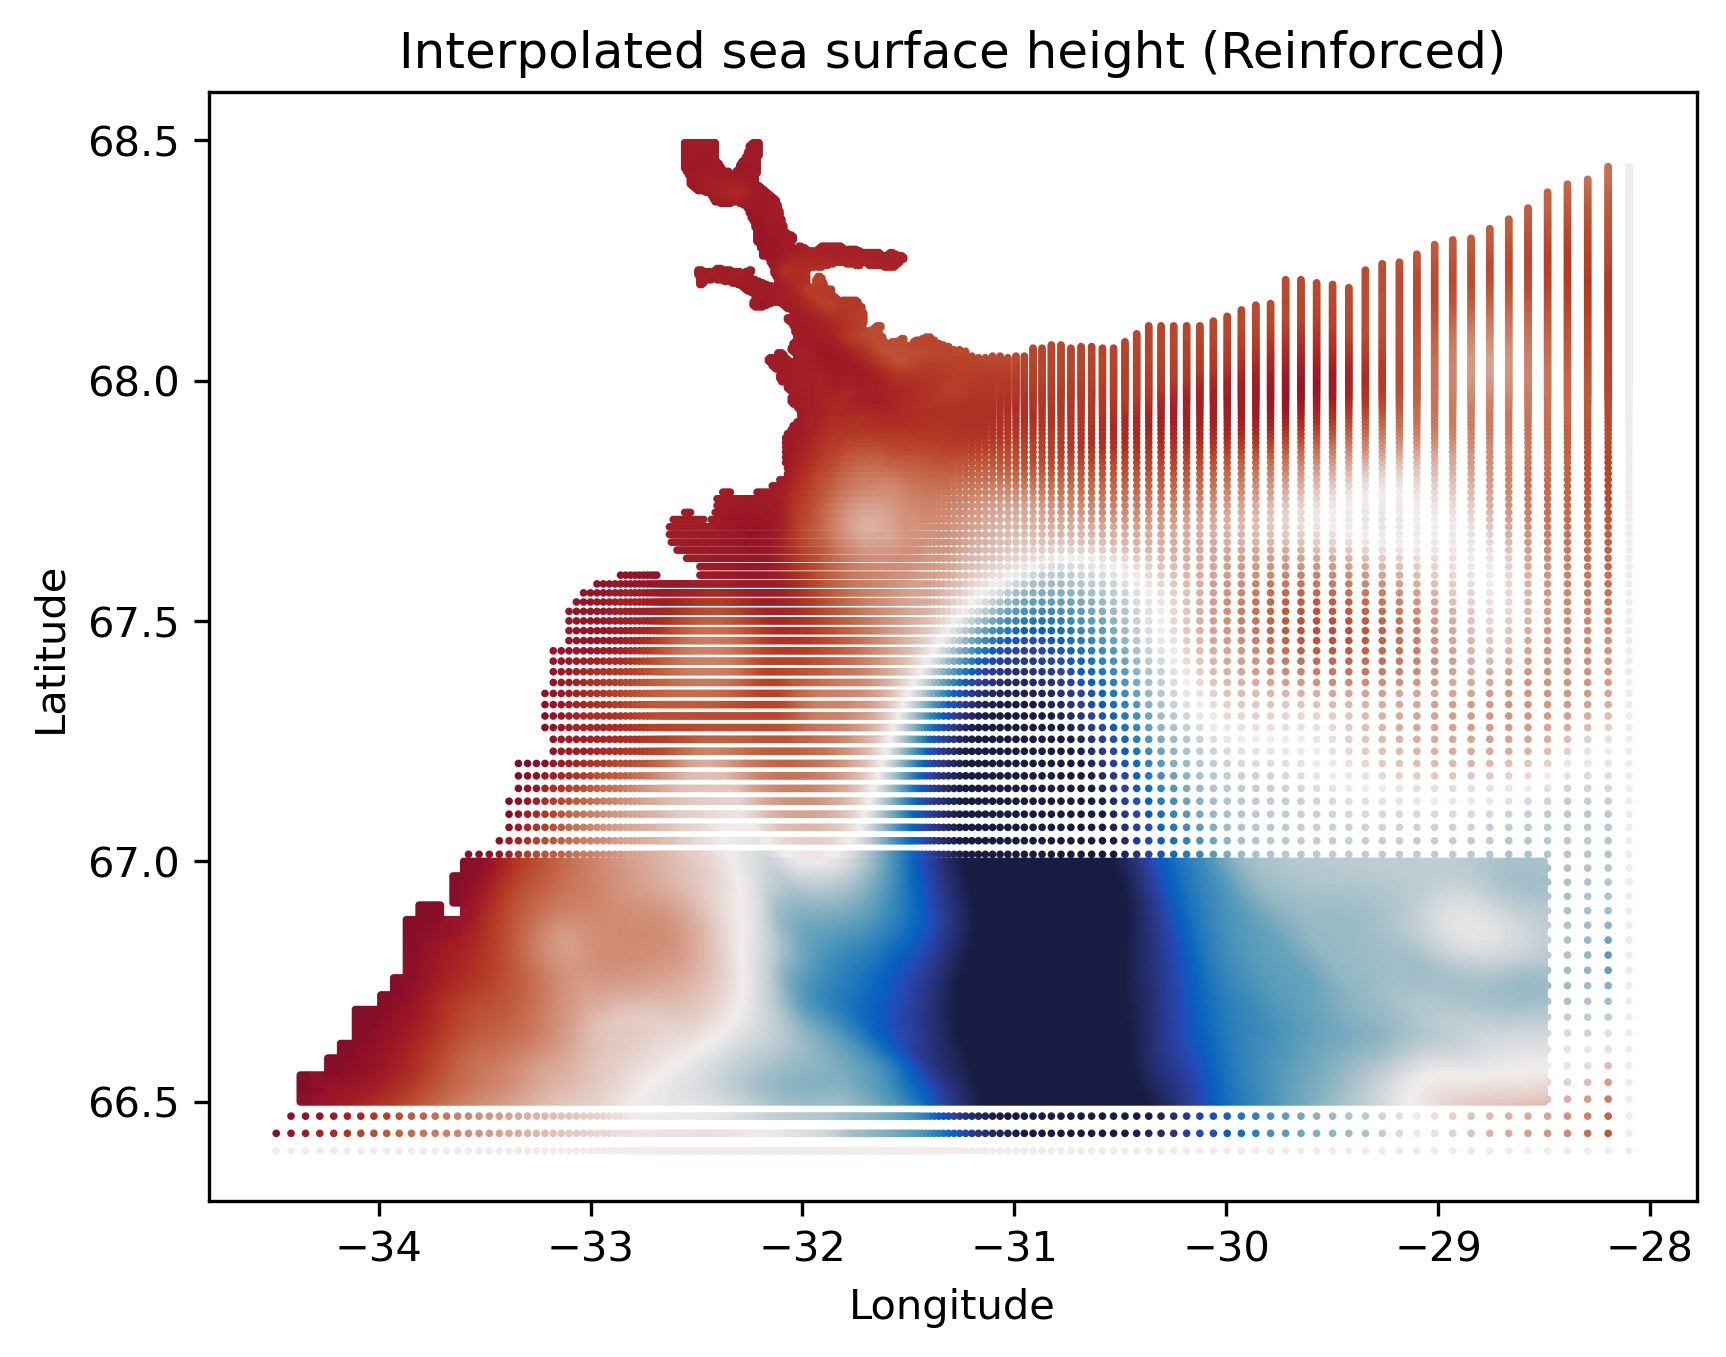 Interpolated sea surface height (Reinforced)
68.5
68.0
67.5
67.0
66.5
Latitude
−34 −33 −32 −31 −30 −29 −28
Longitude